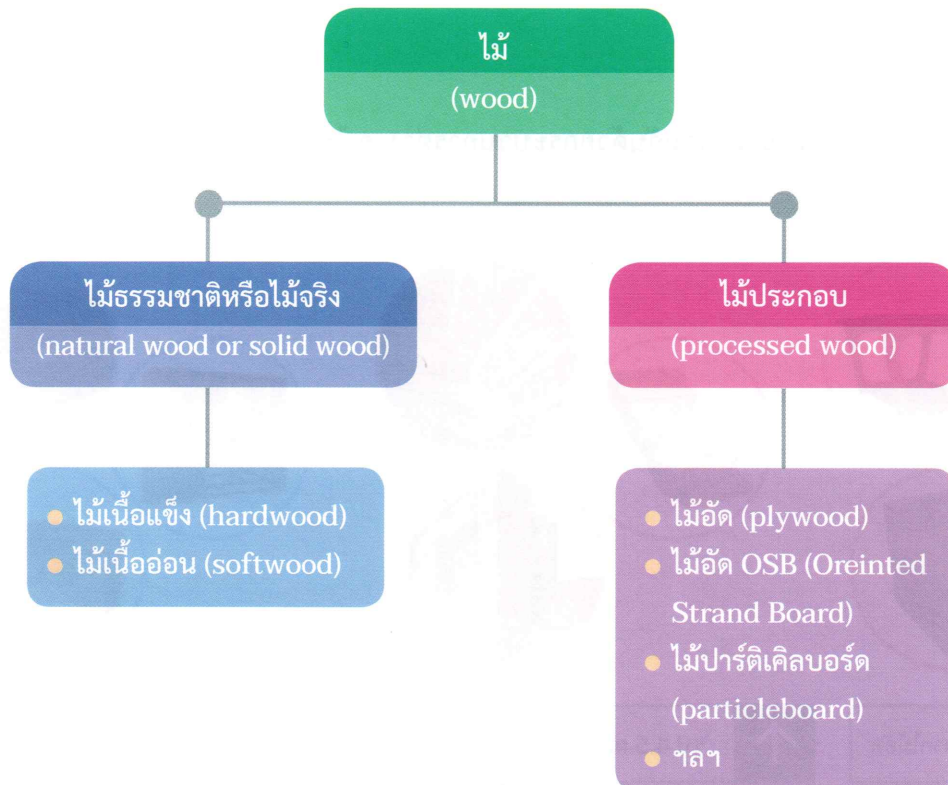 ไม้
(wood)
ไม้ธรรมชาติหรือไม้จริง
(natural wood or solid wood)
ไม้ประกอบ
(processed wood)
● ไม้เนื้อแข็ง (hardwood)
● ไม้เนื้ออ่อน (softwood)
● ไม้อัด (plywood)
● ไม้อัด OSB (Oreinted
Strand Board)
● ไม้ปาร์ติเคิลบอร์ด
(particleboard)
● ฯลฯ